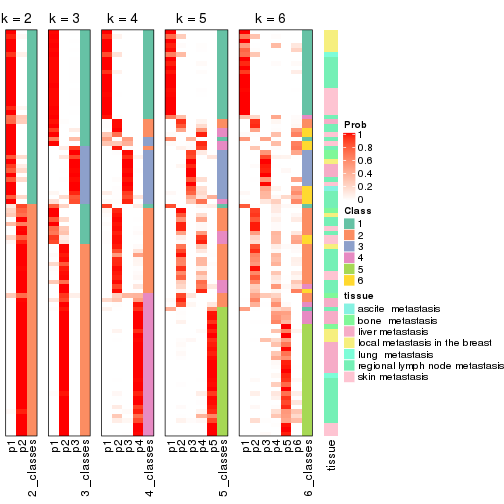 k = 2
k = 3
k = 4
k = 5
k = 6
Prob
1
0.8
0.6
0.4
0.2
0
Class
1
2
3
4
5
6
tissue
ascite metastasis
bone metastasis
liver metastasis
local metastasis in the breast
lung metastasis
regional lymph node metastasis
skin metastasis
p1
p2
2_classes
p1
p2
p3
3_classes
p1
p2
p3
p4
4_classes
p1
p2
p3
p4
p5
5_classes
p1
p2
p3
p4
p5
p6
6_classes
tissue